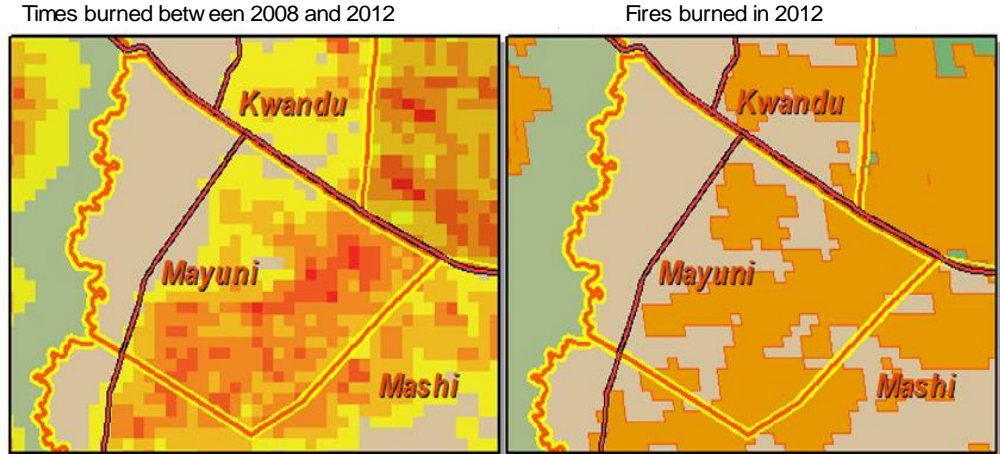 Times burned betw een 2008 and 2012
Fires burned in 2012
Kwandu
Mayuni
Mashi
Kwandu
Mayuni
Mashi